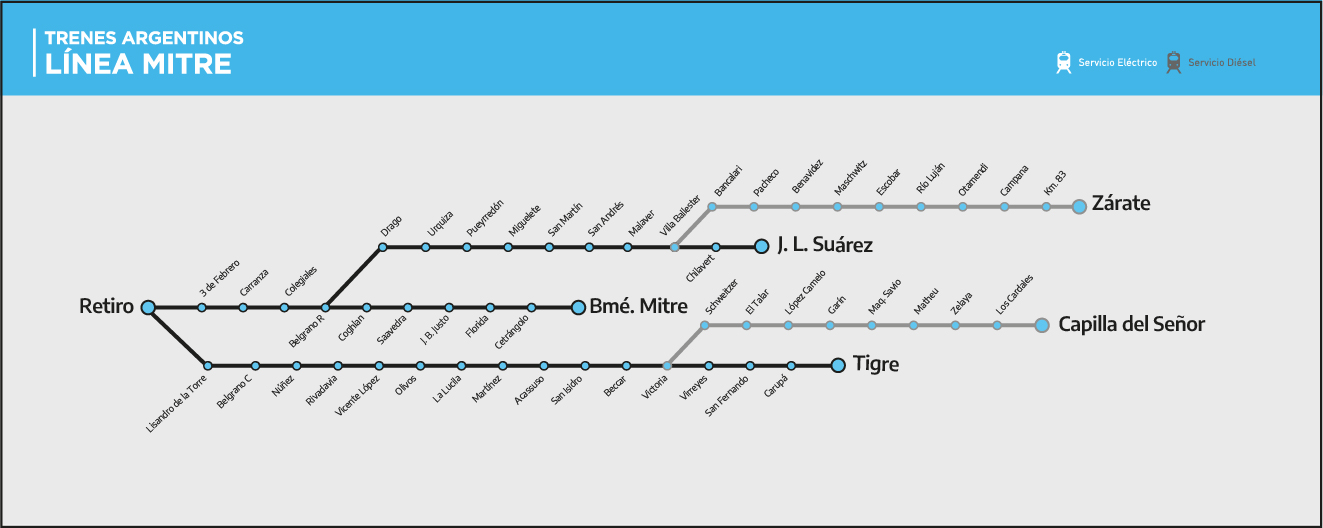 TRENES ARGENTINOS
LÍNEA MITRE
Servicio Eléctrico
Servicio Diésel
Bancalari
Pacheco
Benavídez
Maschwitz
Escobar
Río Luján
Otamendi
Campana
Km. 83
Zárate
Drago
Urquiza
Pueyrredón
Miguelete
San Martín
San Andrés
Malaver
Villa Ballester
Chilavert
J. L. Suárez
Retiro
3 de Febrero
Carranza
Colegiales
Belgrano R
Coghlan
Saavedra
J. B. Justo
Florida
Cetrángolo
Bmé. Mitre
Schweitzer
El Talar
López Camelo
Garín
Maq. Savio
Matheu
Zelaya
Los Cardales
Capilla del Señor
Lisandro de la Torre
Belgrano C
Núñez
Rivadavia
Vicente López
Olivos
La Lucila
Martínez
Acassuso
San Isidro
Beccar
Victoria
Virreyes
San Fernando
Carupá
Tigre